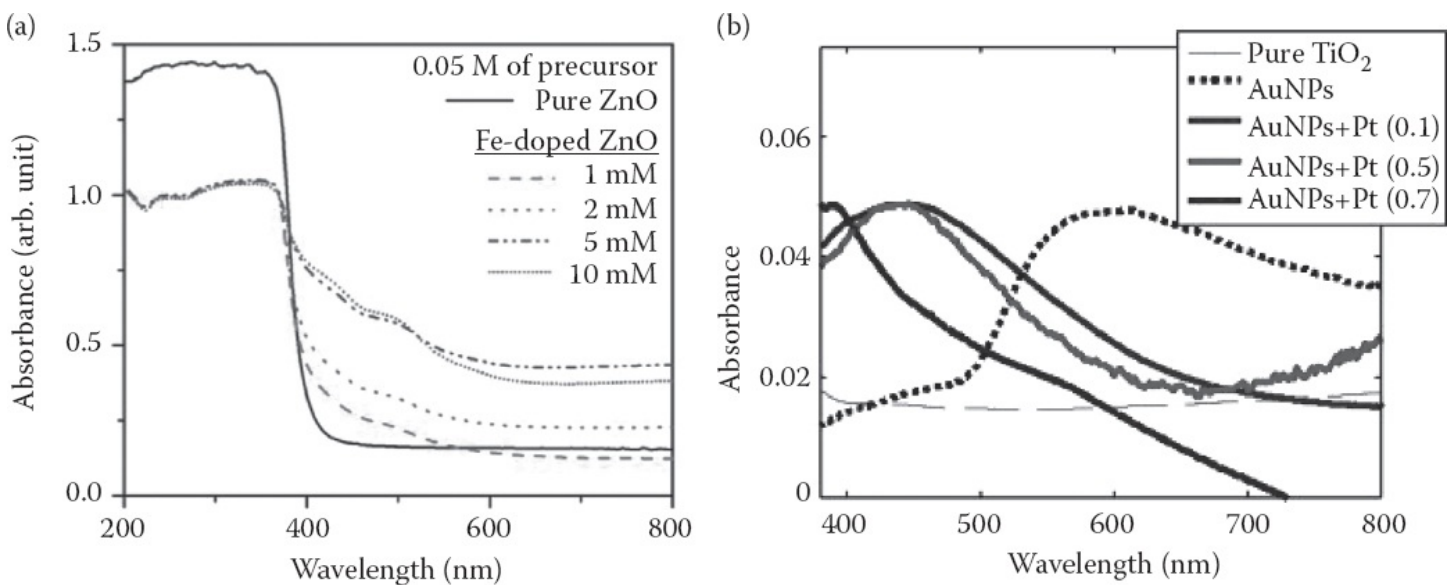 (a)
1.5
1.0
0.5
0.0
Absorbance (arb. unit)
0.05 M of precursor
Pure ZnO
Fe-doped ZnO
1 mM
2 mM
5 mM
10 mM
200
400
600
800
Wavelength (nm)
(b)
Absorbance
0.06
0.04
0.02
0
Pure TiO₂
AuNPs
AuNPs+Pt (0.1)
AuNPs+Pt (0.5)
AuNPs+Pt (0.7)
400
500
600
700
800
Wavelength (nm)